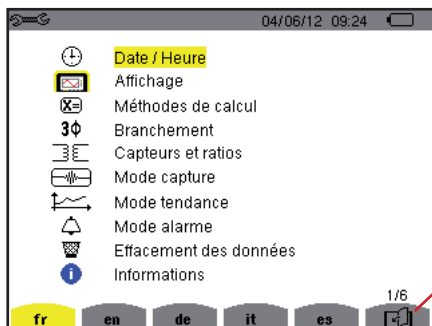 04/06/12 09:24
Date / Heure
Affichage
X= Méthodes de calcul
3ϕ Branchement
Capteurs et ratios
Mode capture
Mode tendance
Mode alarme
Effacement des données
i Informations
1/6
fr en de it es